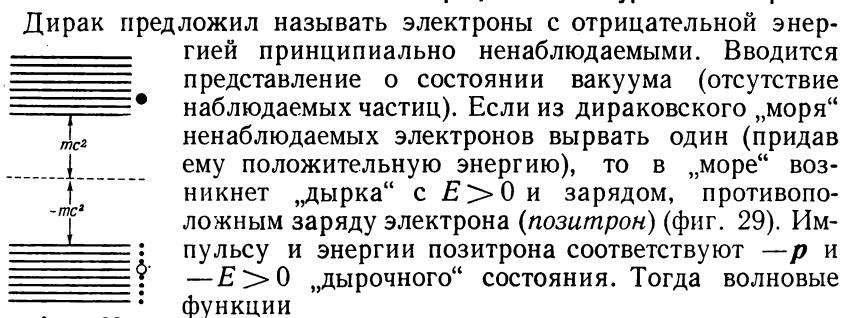 Дирак предложил называть электроны с отрицательной энер-
гией принципиально ненаблюдаемыми. Вводится
представление о состоянии вакуума (отсутствие
наблюдаемых частиц). Если из дираковского „моря“
ненаблюдаемых электронов вырвать один (придав
ему положительную энергию), то в „море“ воз-
никнет „дырка“ с E > 0 и зарядом, противопо-
ложным заряду электрона (позитрон) (фиг. 29). Им-
пульсу и энергии позитрона соответствуют —p и
—E > 0 „дырочного“ состояния. Тогда волновые
функции
mc²
-mc²